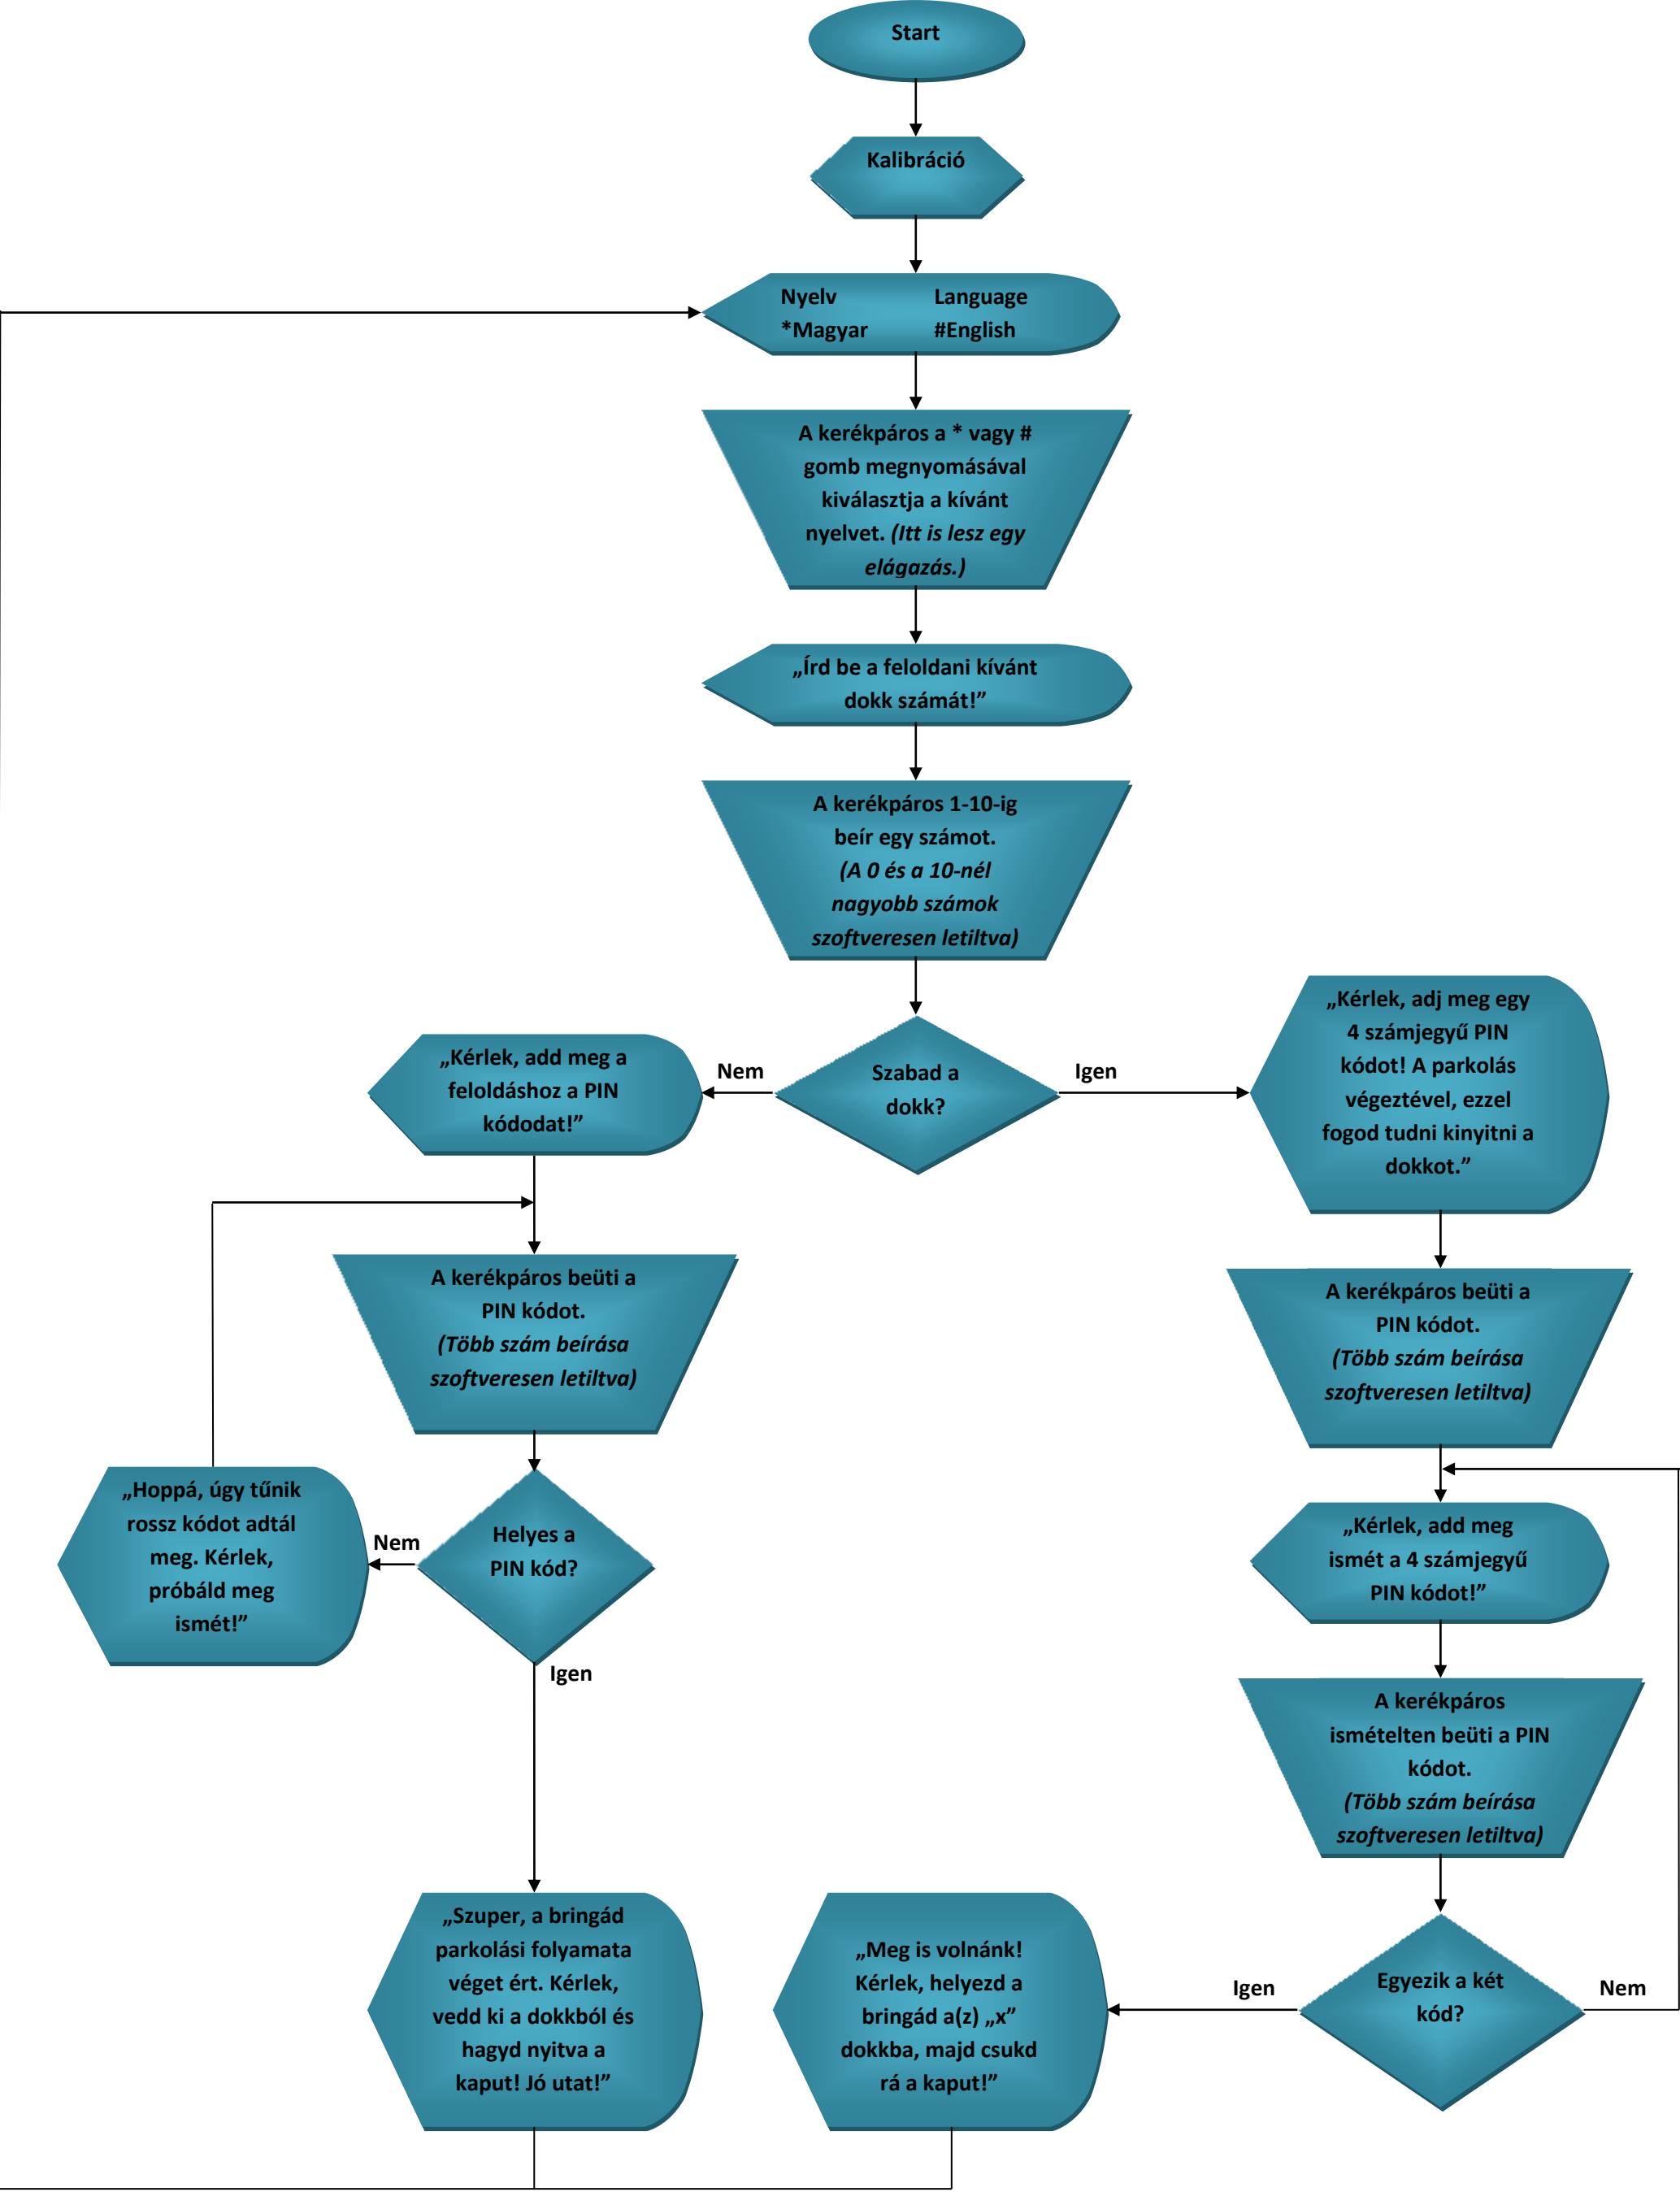 Start
Kalibráció
Nyelv Language
*Magyar #English
A kerékpáros a * vagy #
gomb megnyomásával
kiválasztja a kívánt
nyelvet. (Itt is lesz egy
elágazás.)
„Írd be a feloldani kívánt
dokk számát!”
A kerékpáros 1-10-ig
beír egy számot.
(A 0 és a 10-nél
nagyobb számok
szoftveresen letiltva)
Szabad a
dokk?
Nem
Igen
„Kérlek, add meg a
feloldáshoz a PIN
kódodat!”
A kerékpáros beüti a
PIN kódot.
(Több szám beírása
szoftveresen letiltva)
Helyes a
PIN kód?
Nem
„Hoppá, úgy tűnik
rossz kódot adtál
meg. Kérlek,
próbáld meg
ismét!”
Igen
„Szuper, a bringád
parkolási folyamata
véget ért. Kérlek,
vedd ki a dokkból és
hagyd nyitva a
kaput! Jó utat!”
„Kérlek, adj meg egy
4 számjegyű PIN
kódot! A parkolás
végeztével, ezzel
fogod tudni kinyitni a
dokkot.”
A kerékpáros beüti a
PIN kódot.
(Több szám beírása
szoftveresen letiltva)
„Kérlek, add meg
ismét a 4 számjegyű
PIN kódot!”
A kerékpáros
ismételten beüti a PIN
kódot.
(Több szám beírása
szoftveresen letiltva)
Egyezik a két
kód?
Nem
Igen
„Meg is volnánk!
Kérlek, helyezd a
bringád a(z) „x”
dokkba, majd csukd
rá a kaput!”